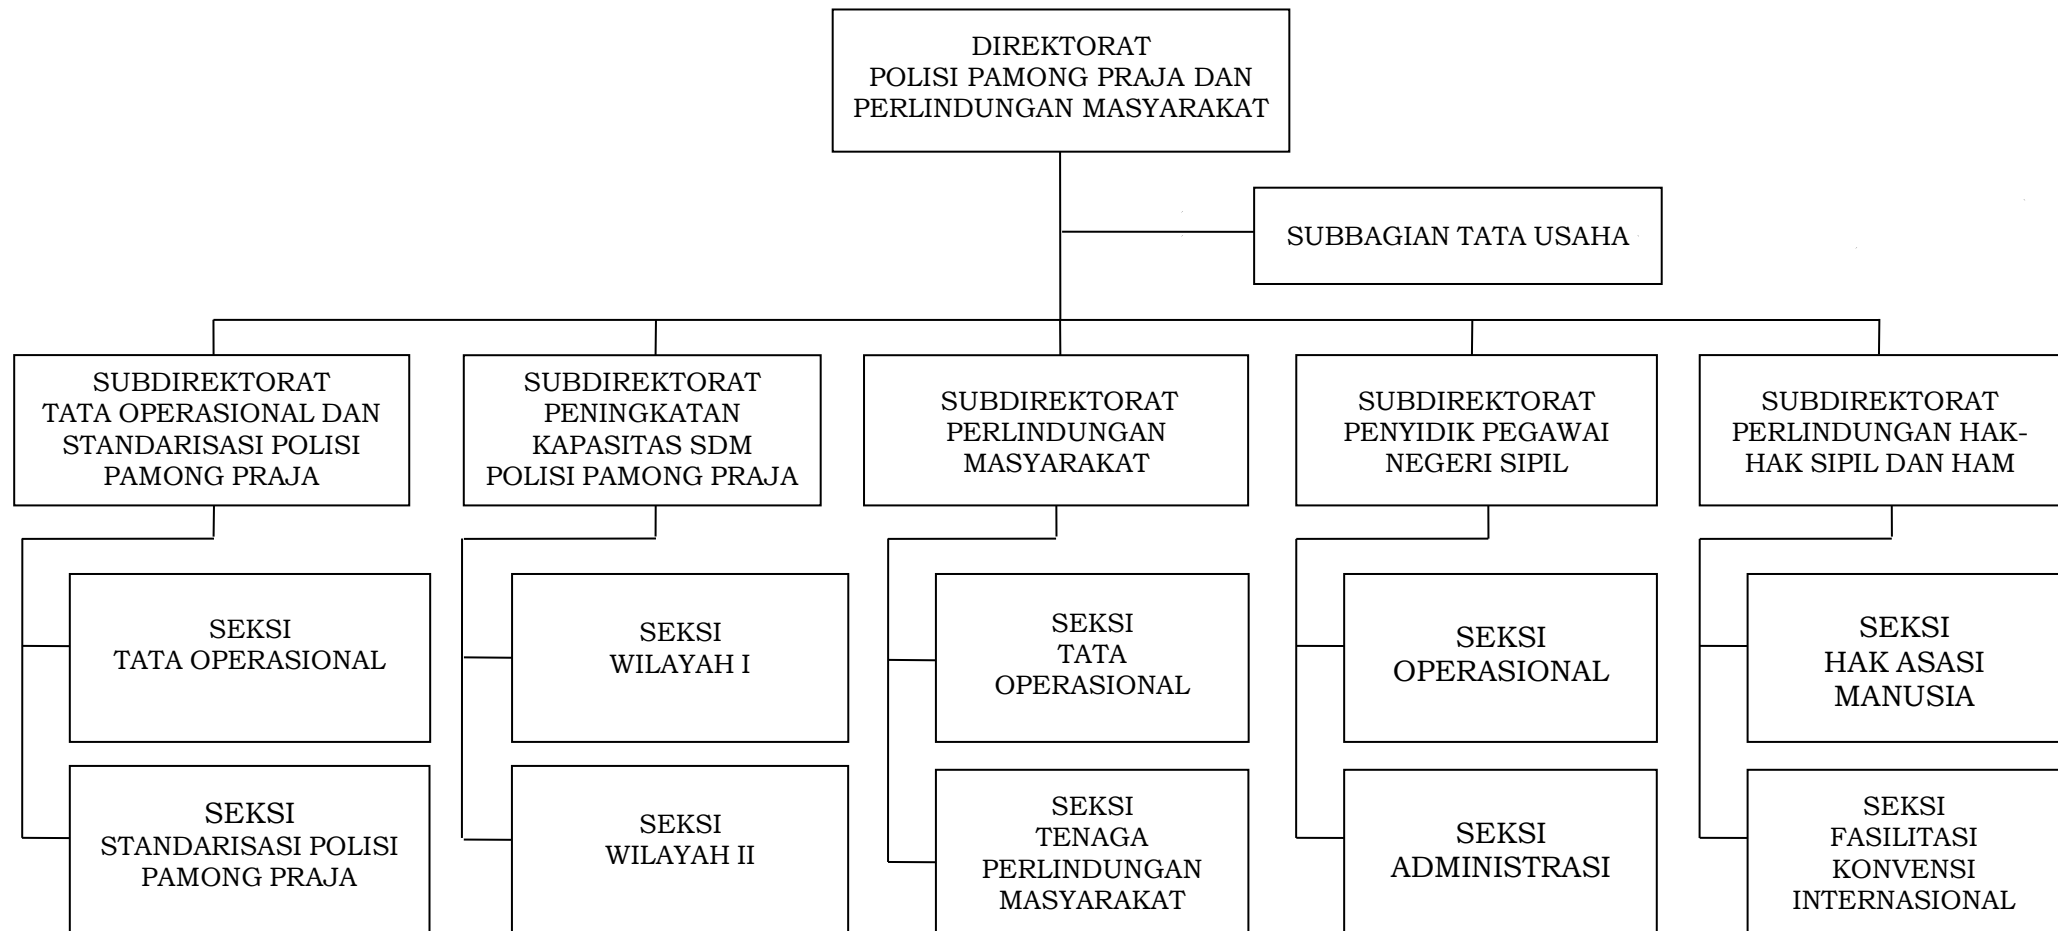 DIREKTORAT
POLISI PAMONG PRAJA DAN
PERLINDUNGAN MASYARAKAT
SUBBAGIAN TATA USAHA
SUBDIREKTORAT
TATA OPERASIONAL DAN
STANDARISASI POLISI
PAMONG PRAJA
SUBDIREKTORAT
PENINGKATAN
KAPASITAS SDM
POLISI PAMONG PRAJA
SUBDIREKTORAT
PERLINDUNGAN
MASYARAKAT
SUBDIREKTORAT
PENYIDIK PEGAWAI
NEGERI SIPIL
SUBDIREKTORAT
PERLINDUNGAN HAK-
HAK SIPIL DAN HAM
SEKSI
TATA OPERASIONAL
SEKSI
WILAYAH I
SEKSI
TATA
OPERASIONAL
SEKSI
OPERASIONAL
SEKSI
HAK ASASI
MANUSIA
SEKSI
STANDARISASI POLISI
PAMONG PRAJA
SEKSI
WILAYAH II
SEKSI
TENAGA
PERLINDUNGAN
MASYARAKAT
SEKSI
ADMINISTRASI
SEKSI
FASILITASI
KONVENSI
INTERNASIONAL